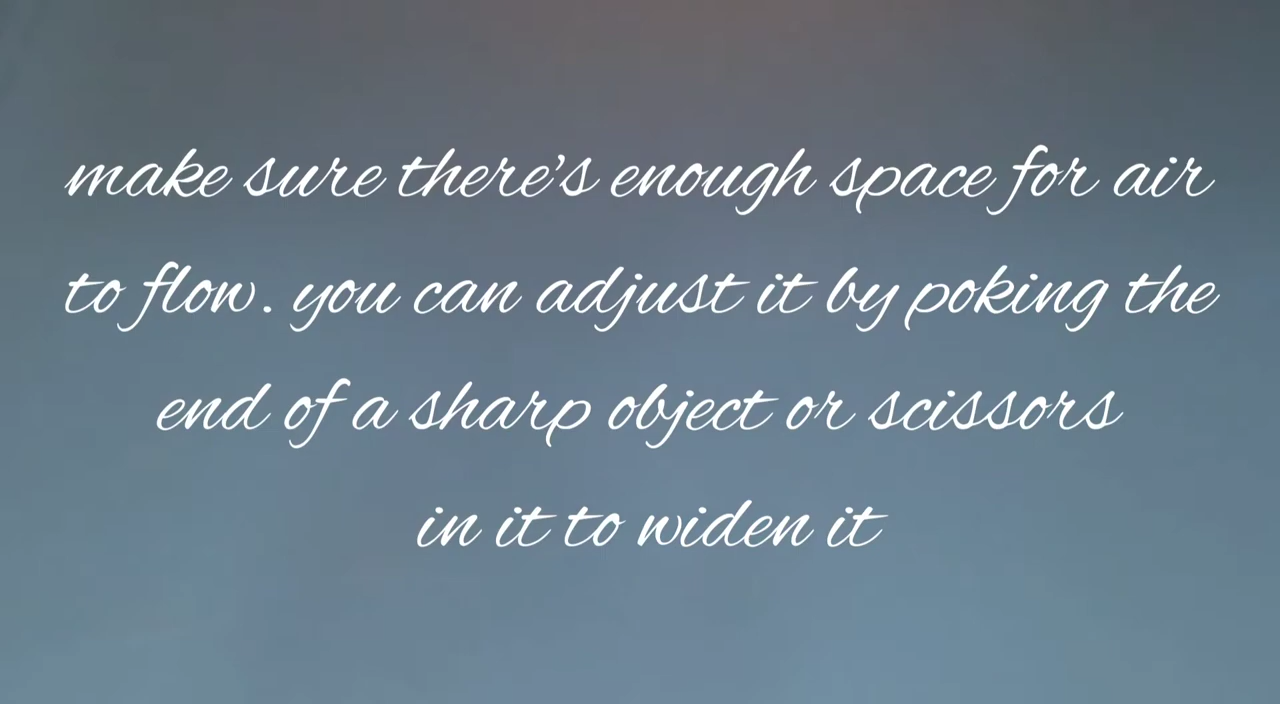 make sure there's enough space for air
to flow. you can adjust it by poking the
end of a sharp object or scissors
in it to widen it